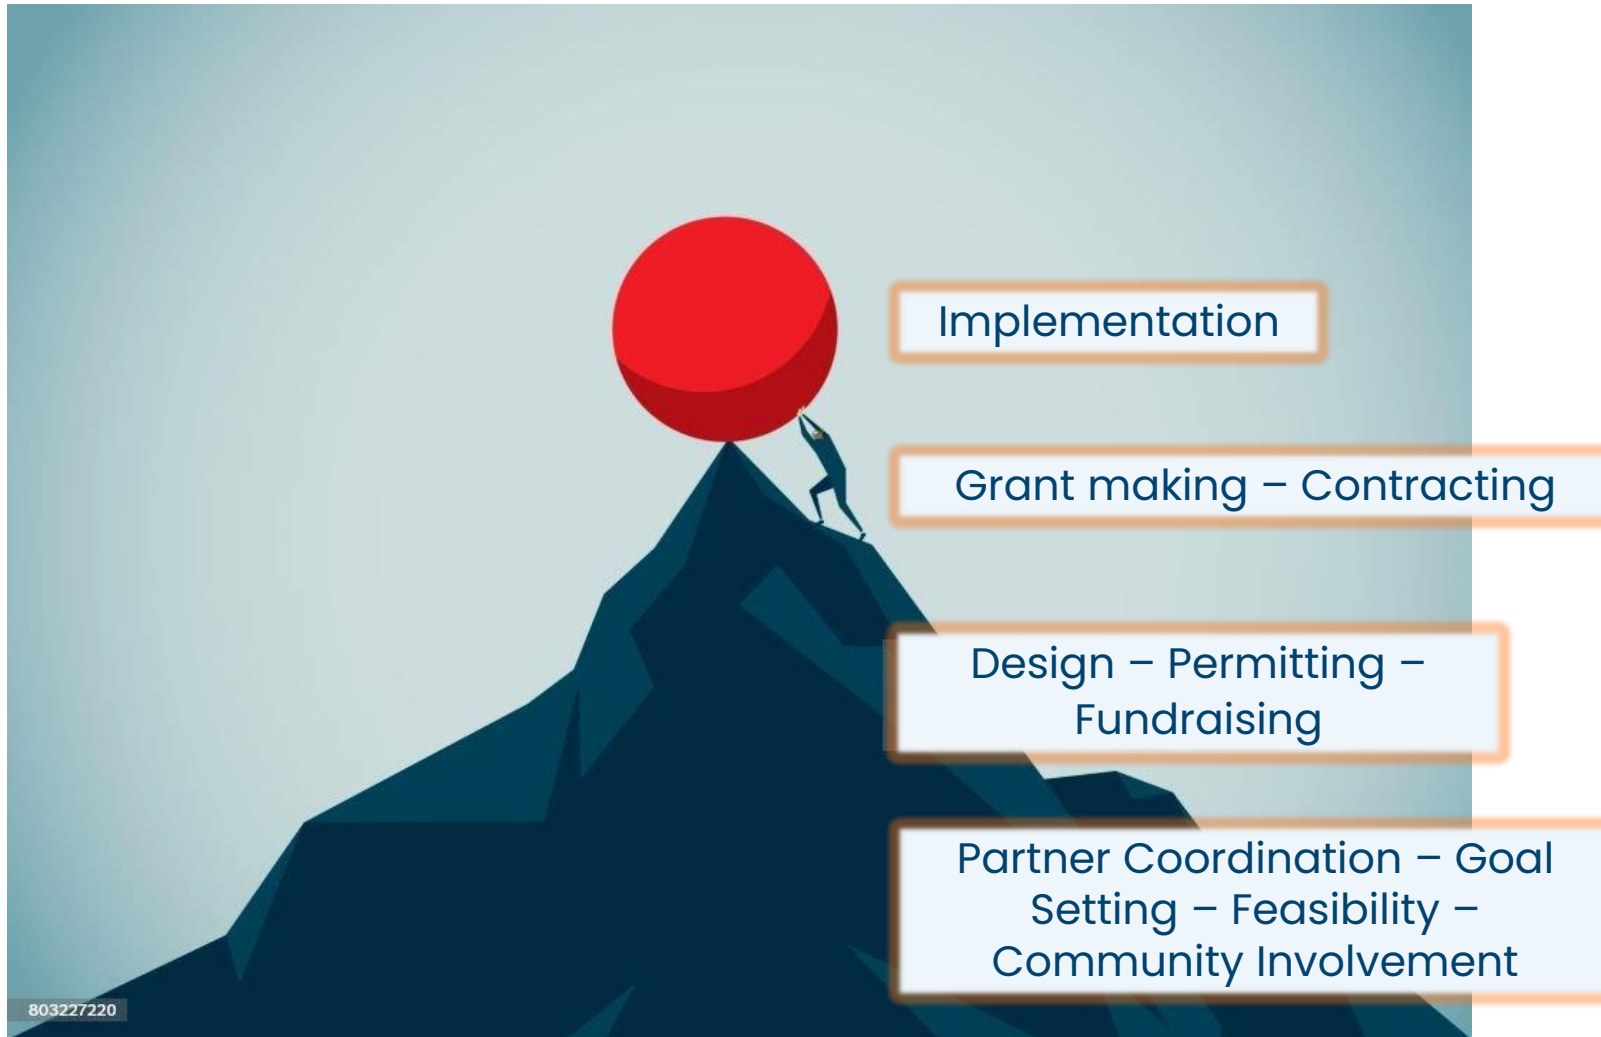 Implementation
Grant making – Contracting
Design – Permitting –
Fundraising
Partner Coordination – Goal
Setting – Feasibility –
Community Involvement
803227220